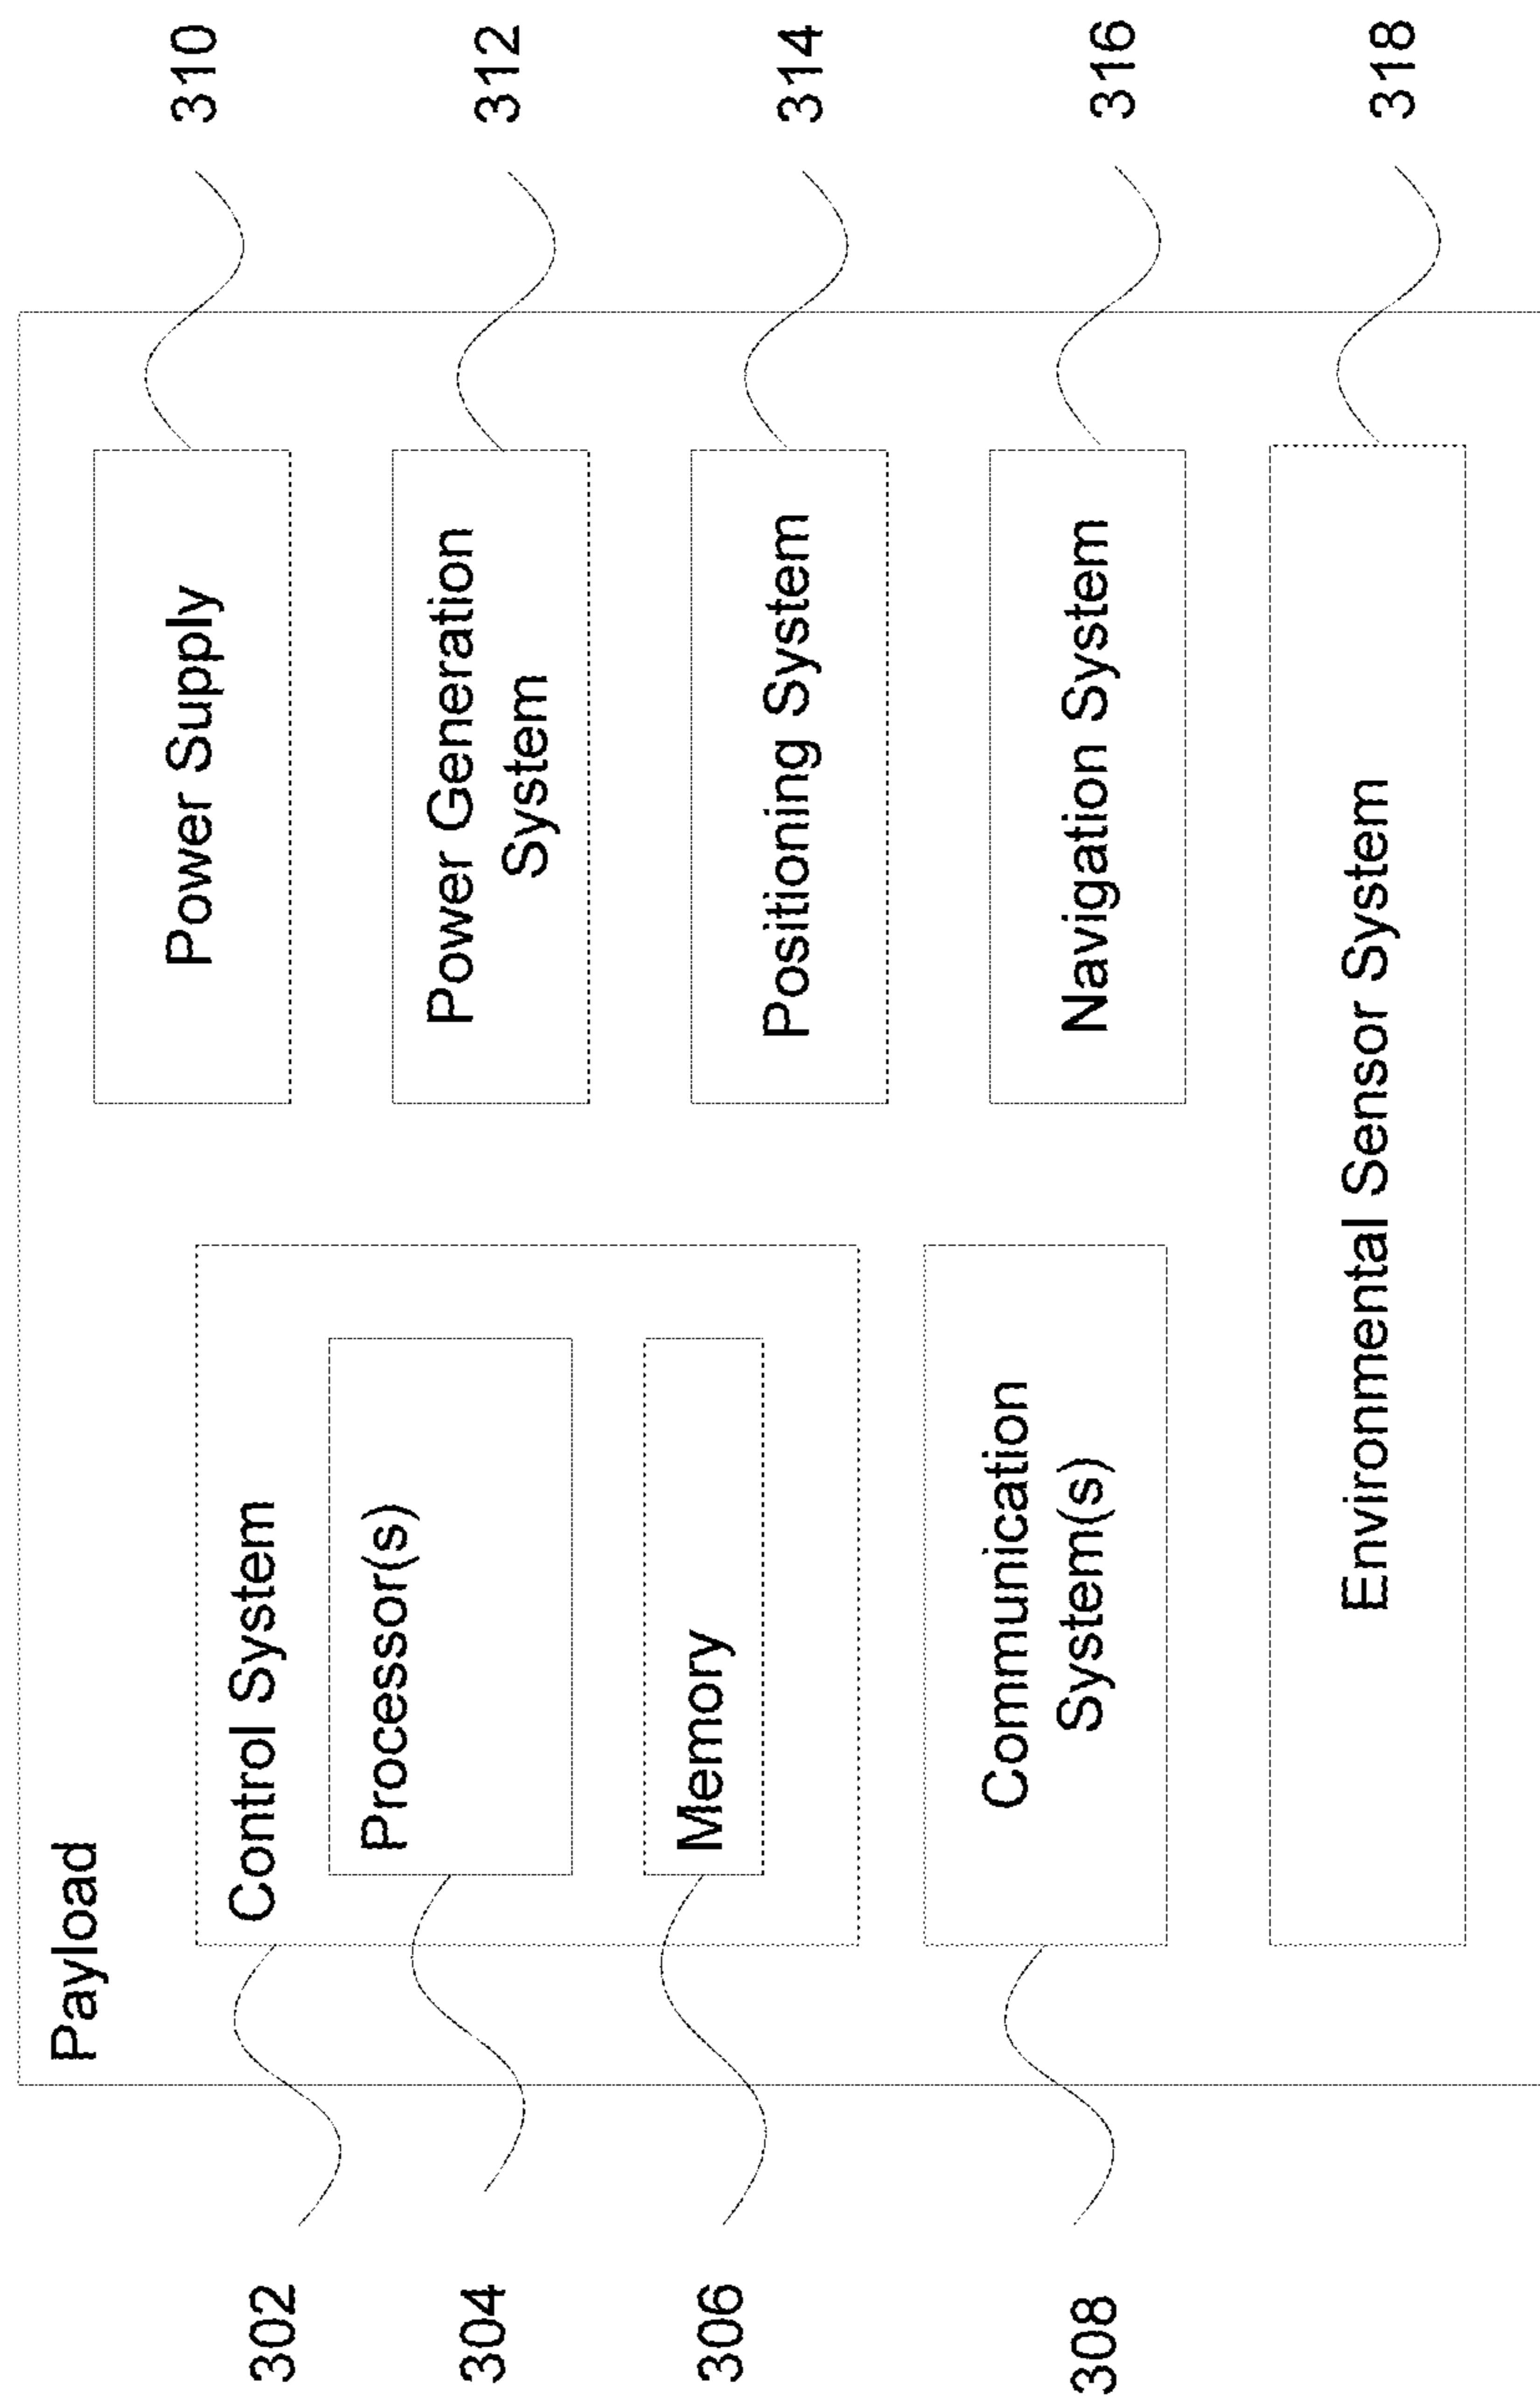 Payload
302
Control System
304
Processor(s)
306
Memory
308
Communication
System(s)
Power Supply
310
Power Generation
System
312
Positioning System
314
Navigation System
316
Environmental Sensor System
318